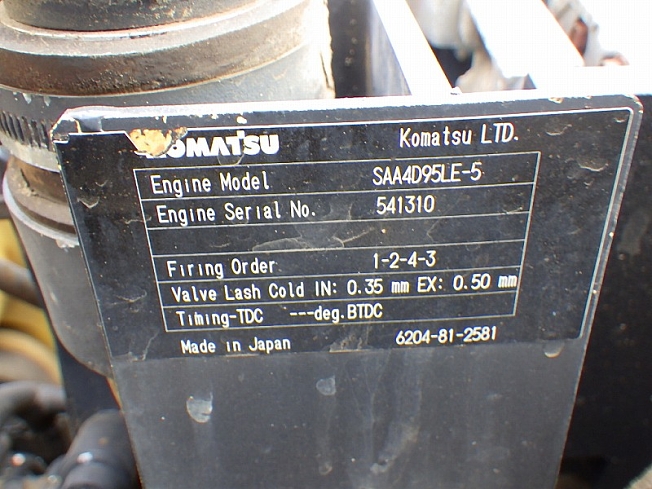 KOMATSU Komatsu LTD.
Engine Model SAA4D95LE-5
Engine Serial No. 541310
Firing Order 1-2-4-3
Valve Lash Cold IN: 0.35 mm EX: 0.50 mm
Timing-TDC ---deg.BTDC
Made in Japan 6204-81-2581